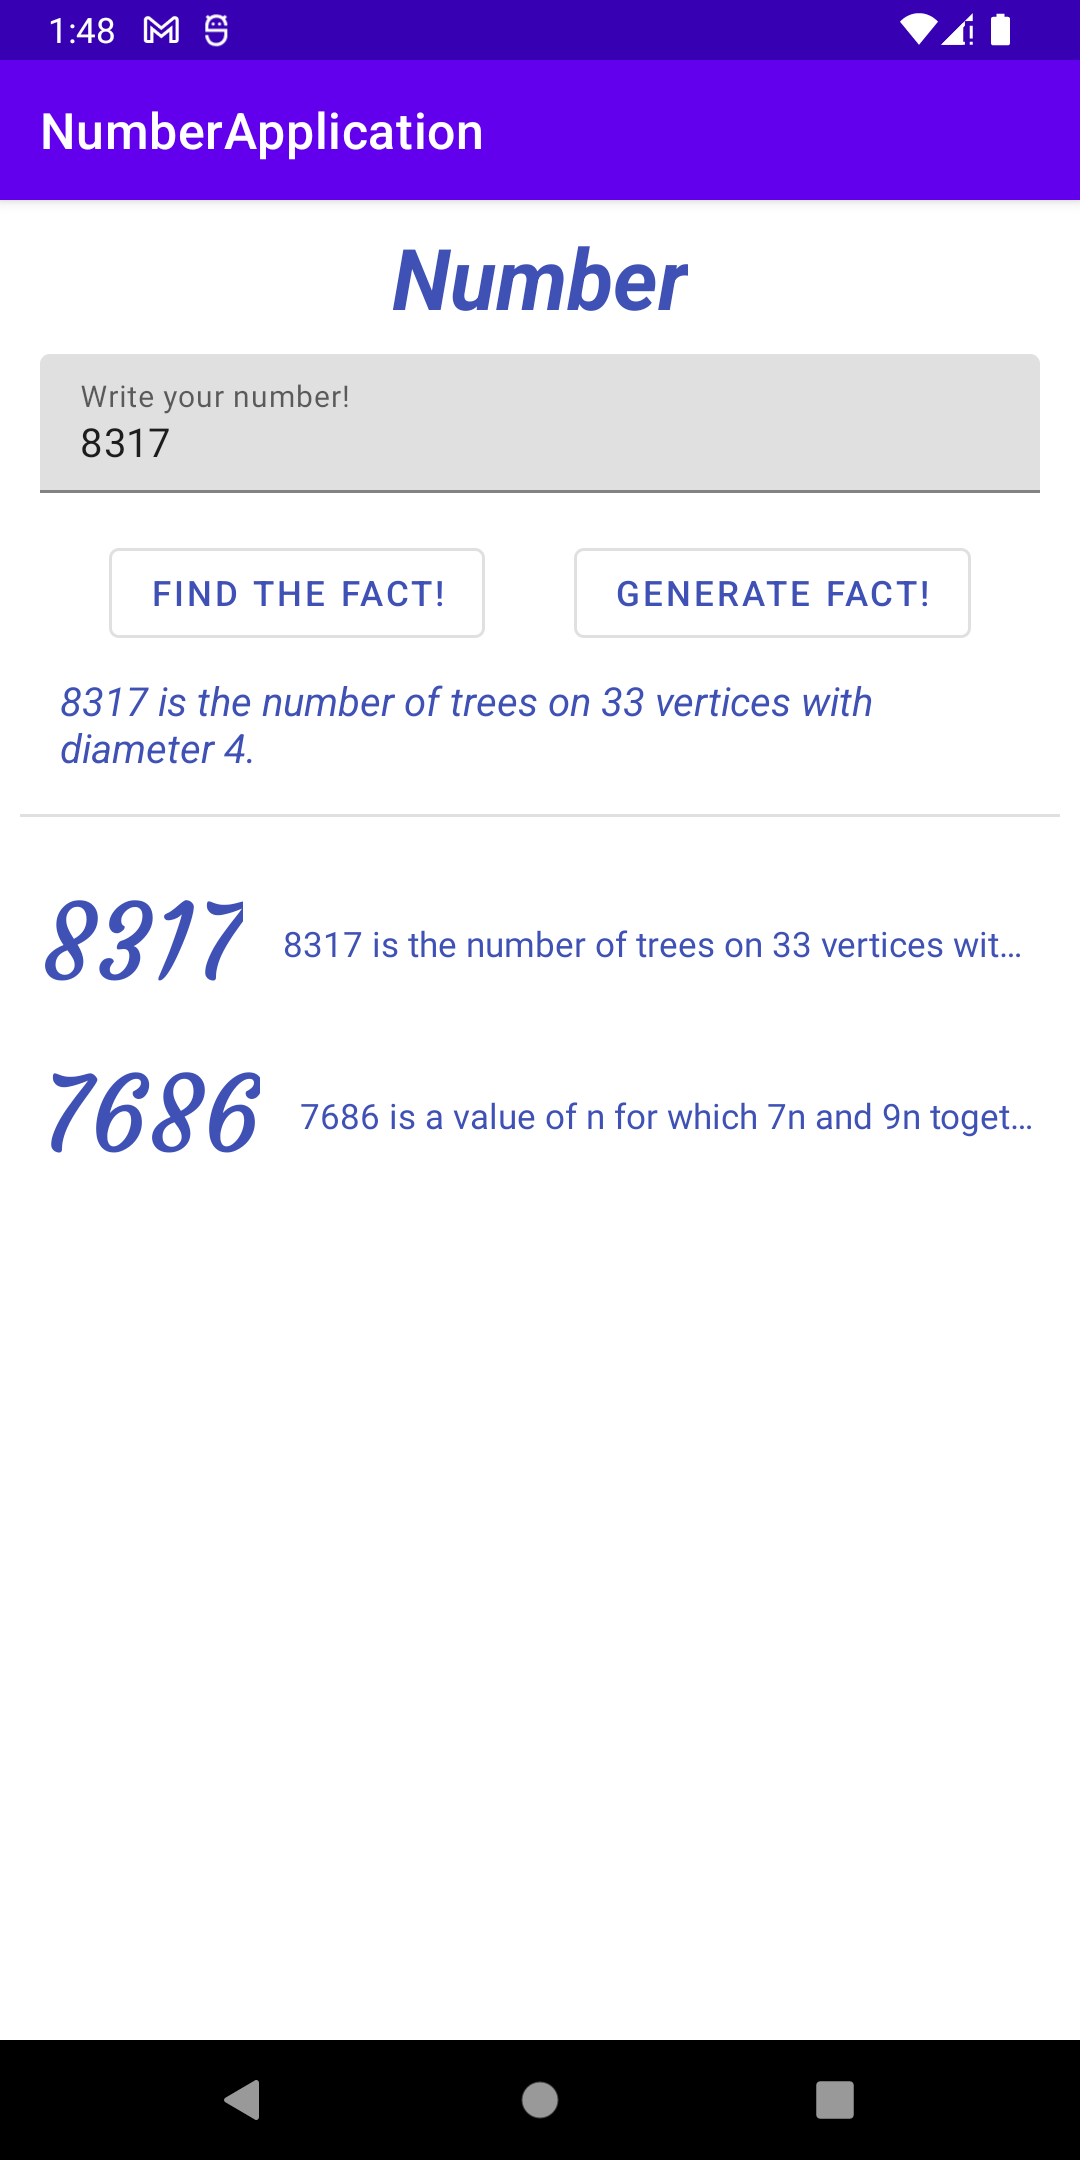 1:48
NumberApplication
Number
Write your number!
8317
FIND THE FACT!
GENERATE FACT!
8317 is the number of trees on 33 vertices with
diameter 4.
8317
8317 is the number of trees on 33 vertices wit...
7686
7686 is a value of n for which 7n and 9n toget...